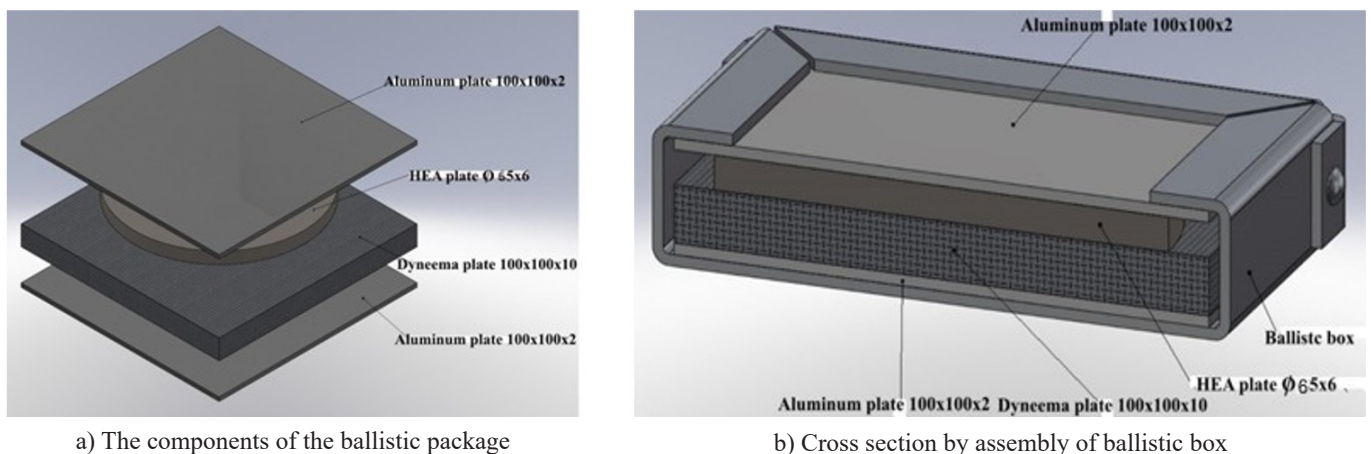 Aluminum plate 100x100x2
HEA plate Ø 65x6
Dyneema plate 100x100x10
Aluminum plate 100x100x2
a) The components of the ballistic package
Aluminum plate 100x100x2
Ballistc box
HEA plate Ø65x6
Aluminum plate 100x100x2 Dyneema plate 100x100x10
b) Cross section by assembly of ballistic box